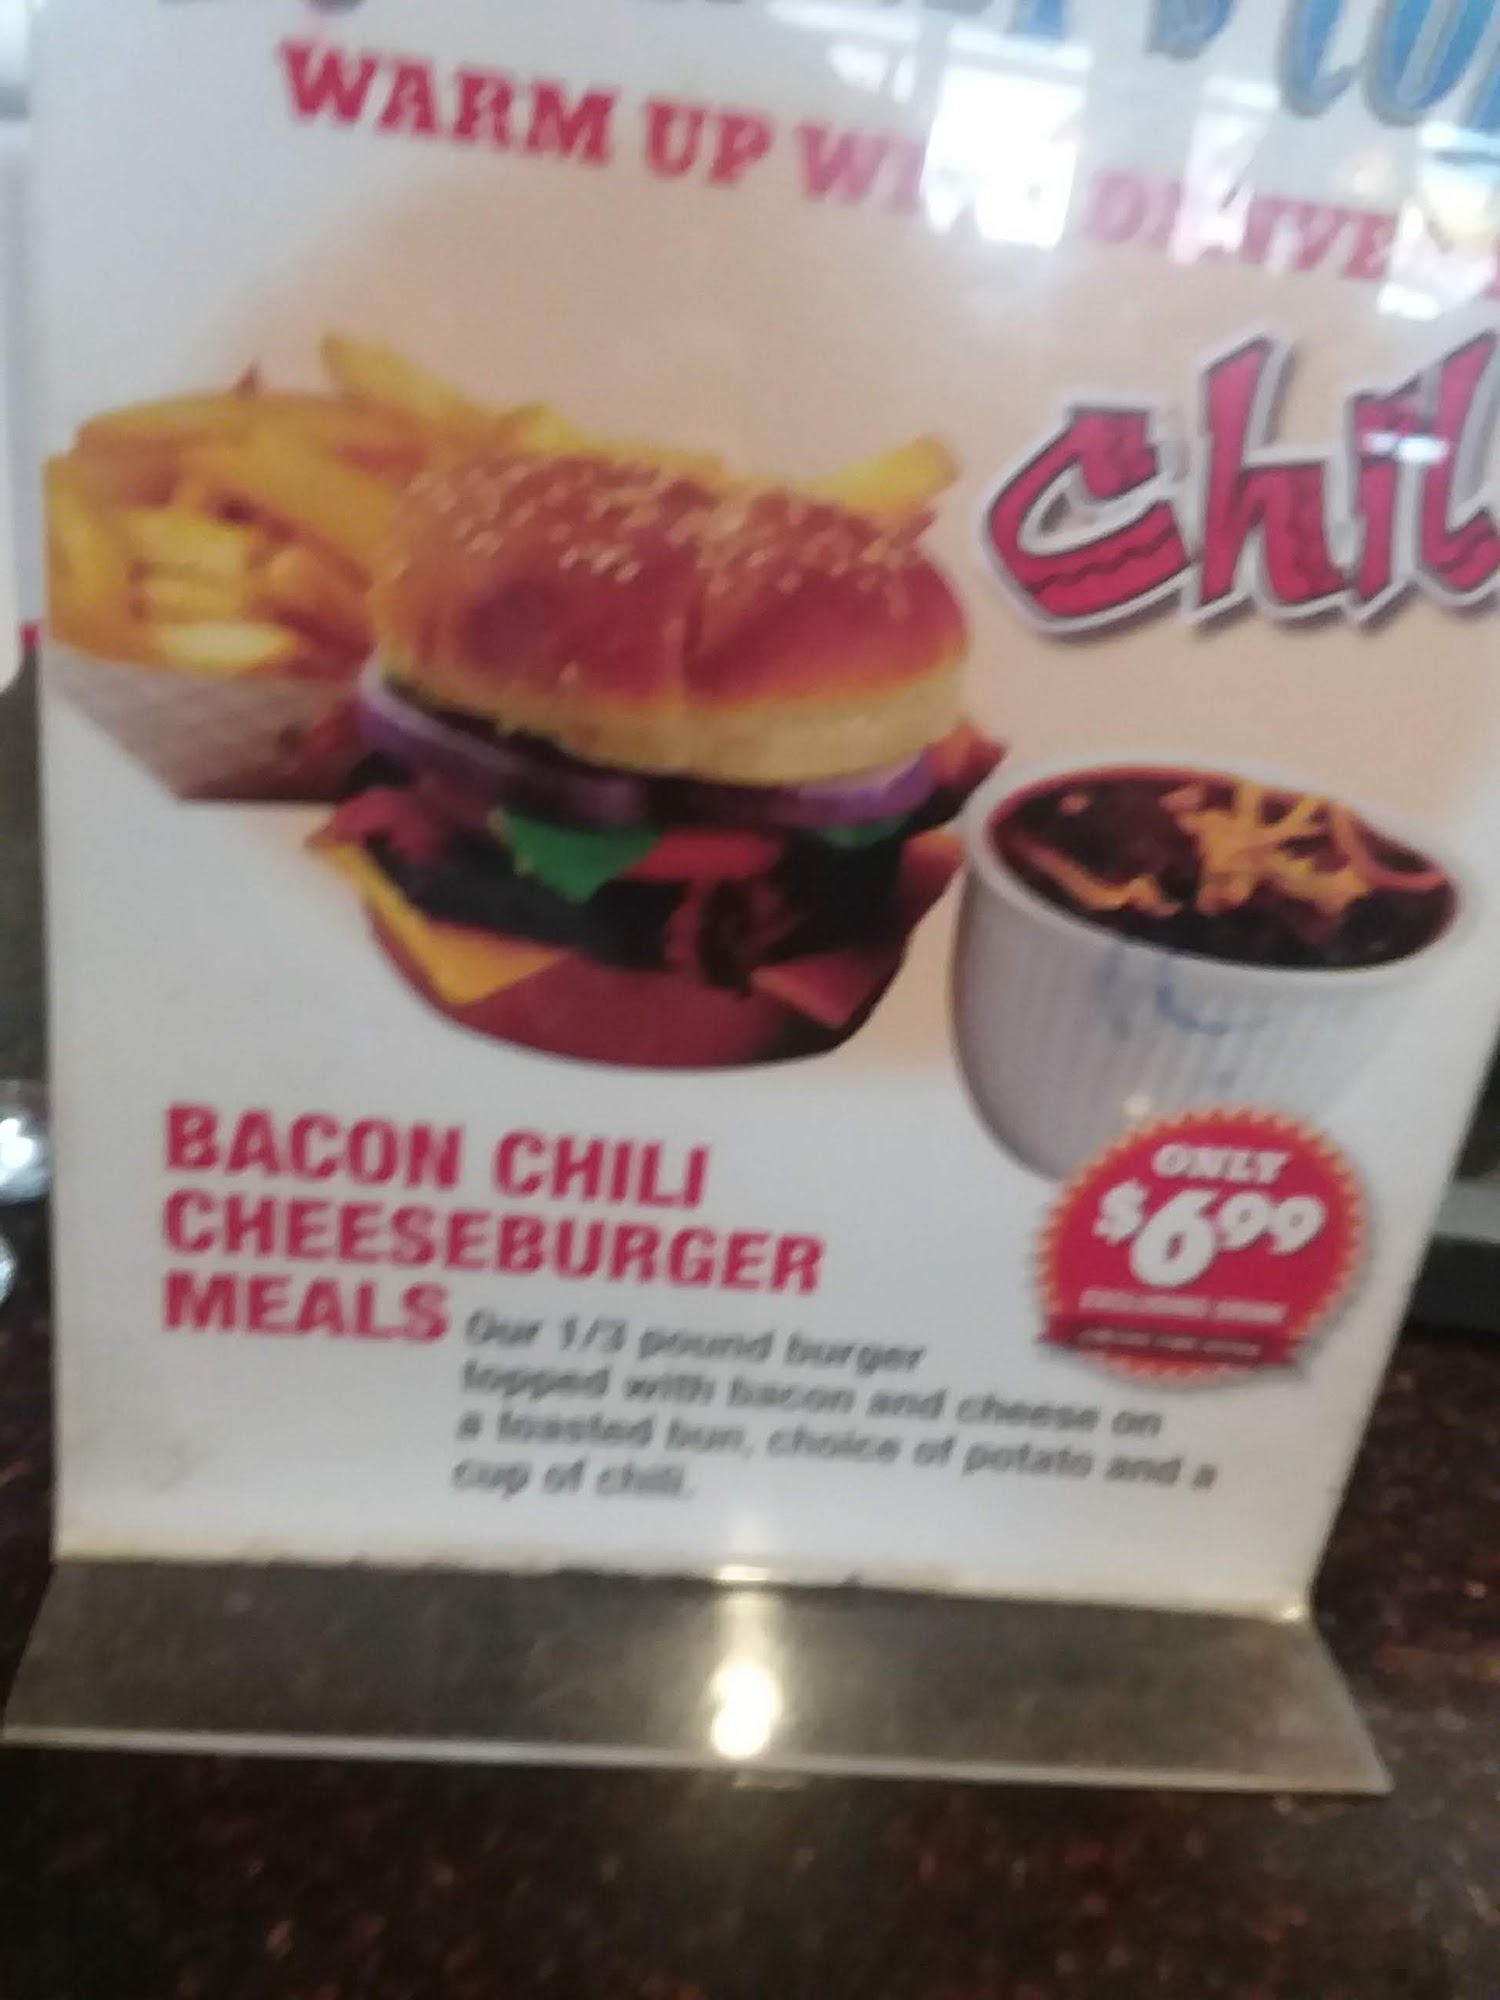 WARM UP
Chil
BACON CHILI
CHEESEBURGER
MEALS
Our 1/3 pound burger
topped with bacon and cheese on
a toasted bun, choice of potato and a
cup of chili.
ONLY
$6.99